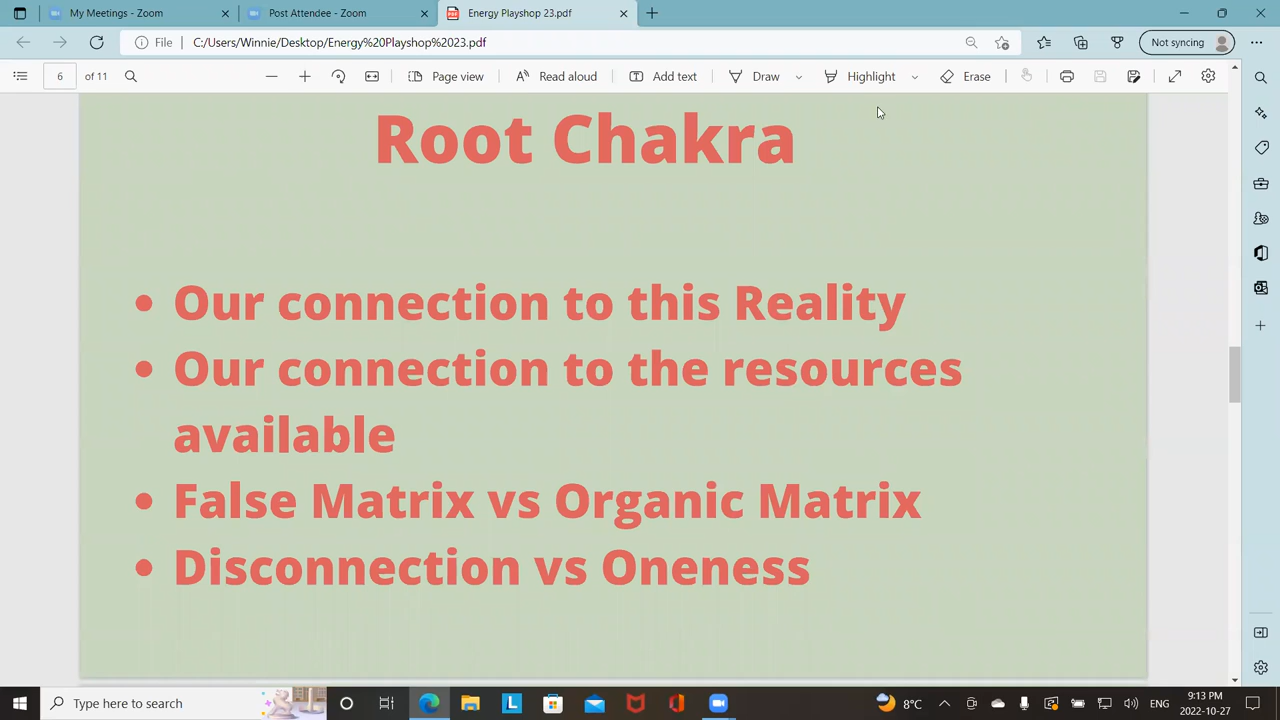 My Meetings - Zoom
Post Attendee - Zoom
Energy Playshop 23.pdf
File
C:/Users/Winnie/Desktop/Energy%20Playshop%2023.pdf
Not syncing
6 of 11
Page view
Read aloud
Add text
Draw
Highlight
Erase
Root Chakra
• Our connection to this Reality
• Our connection to the resources
available
• False Matrix vs Organic Matrix
• Disconnection vs Oneness
Type here to search
8°C
ENG
9:13 PM
2022-10-27